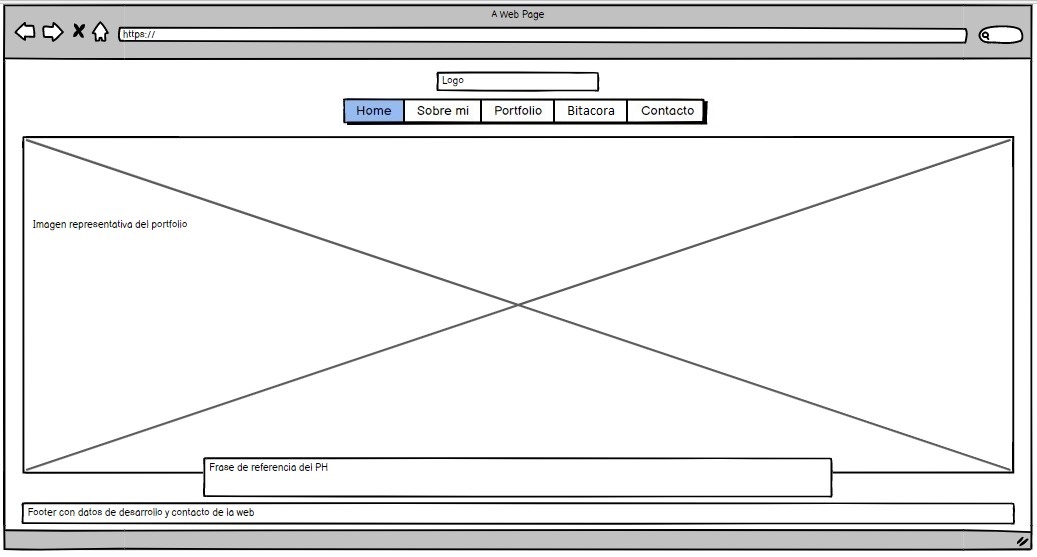 A Web Page
https://
Logo
Home Sobre mi Portfolio Bitacora Contacto
Imagen representativa del portfolio
Frase de referencia del PH
Footer con datos de desarrollo y contacto de la web